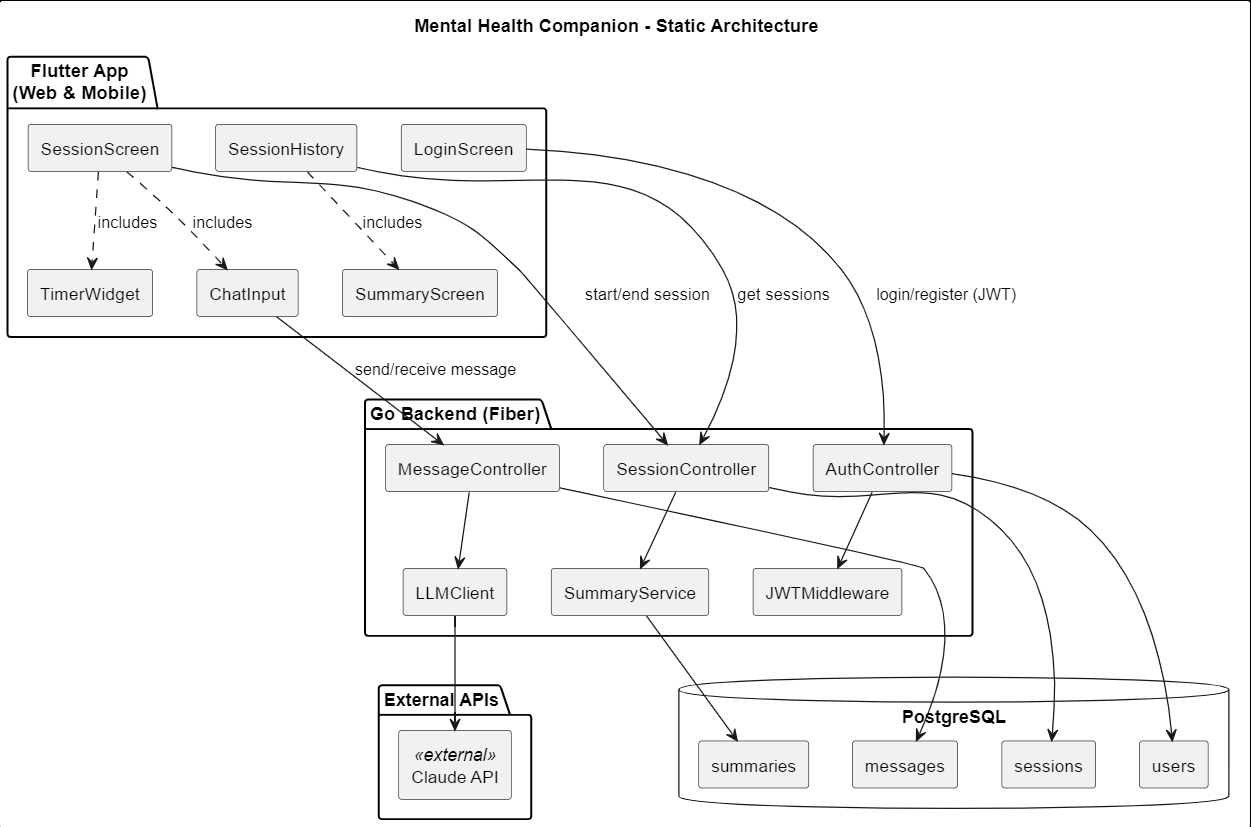 Mental Health Companion - Static Architecture
Flutter App
(Web & Mobile)
SessionScreen
SessionHistory
LoginScreen
includes
includes
includes
TimerWidget
ChatInput
SummaryScreen
start/end session
get sessions
login/register (JWT)
send/receive message
Go Backend (Fiber)
MessageController
SessionController
AuthController
LLMClient
SummaryService
JWTMiddleware
External APIs
«external»
Claude API
PostgreSQL
summaries
messages
sessions
users